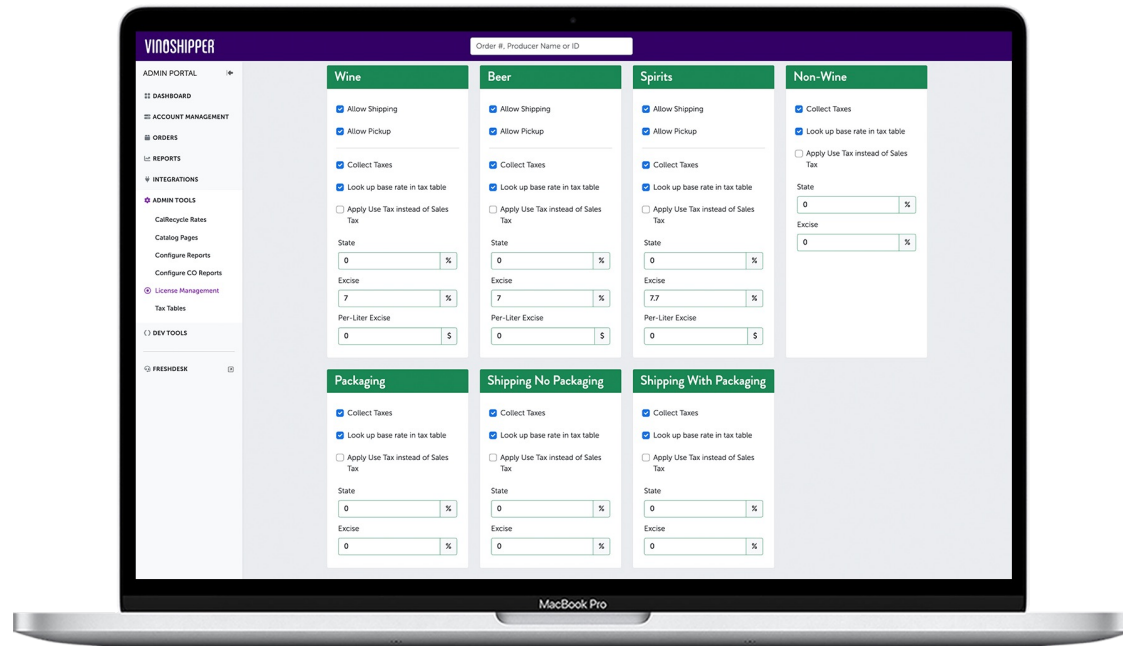 VINOSHIPPER
Order #, Producer Name or ID
ADMIN PORTAL
DASHBOARD
ACCOUNT MANAGEMENT
ORDERS
REPORTS
INTEGRATIONS
ADMIN TOOLS
CalRecycle Rates
Catalog Pages
Configure Reports
Configure CO Reports
License Management
Tax Tables
DEV TOOLS
FRESHDESK
Wine
Allow Shipping
Allow Pickup
Collect Taxes
Look up base rate in tax table
Apply Use Tax instead of Sales
Tax
State
0 %
Excise
7 %
Per-Liter Excise
0 $
Beer
Allow Shipping
Allow Pickup
Collect Taxes
Look up base rate in tax table
Apply Use Tax instead of Sales
Tax
State
0 %
Excise
7 %
Per-Liter Excise
0 $
Spirits
Allow Shipping
Allow Pickup
Collect Taxes
Look up base rate in tax table
Apply Use Tax instead of Sales
Tax
State
0 %
Excise
7.7 %
Per-Liter Excise
0 $
Non-Wine
Collect Taxes
Look up base rate in tax table
Apply Use Tax instead of Sales
Tax
State
0 %
Excise
0 %
Packaging
Collect Taxes
Look up base rate in tax table
Apply Use Tax instead of Sales
Tax
State
0 %
Excise
0 %
Shipping No Packaging
Collect Taxes
Look up base rate in tax table
Apply Use Tax instead of Sales
Tax
State
0 %
Excise
0 %
Shipping With Packaging
Collect Taxes
Look up base rate in tax table
Apply Use Tax instead of Sales
Tax
State
0 %
Excise
0 %
MacBook Pro